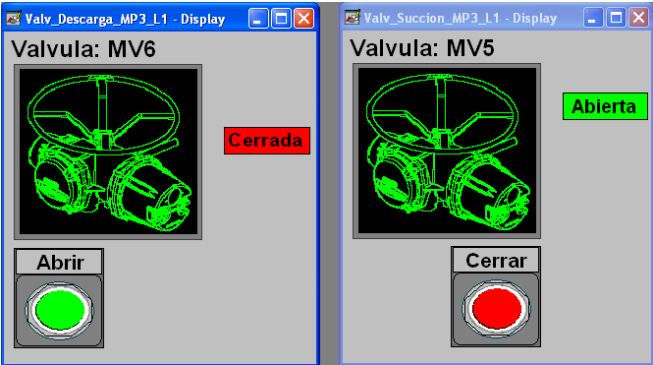 Valv_Descarga_MP3_L1 - Display
Valvula: MV6
Cerrada
Abrir
Valv_Succion_MP3_L1 - Display
Valvula: MV5
Abierta
Cerrar